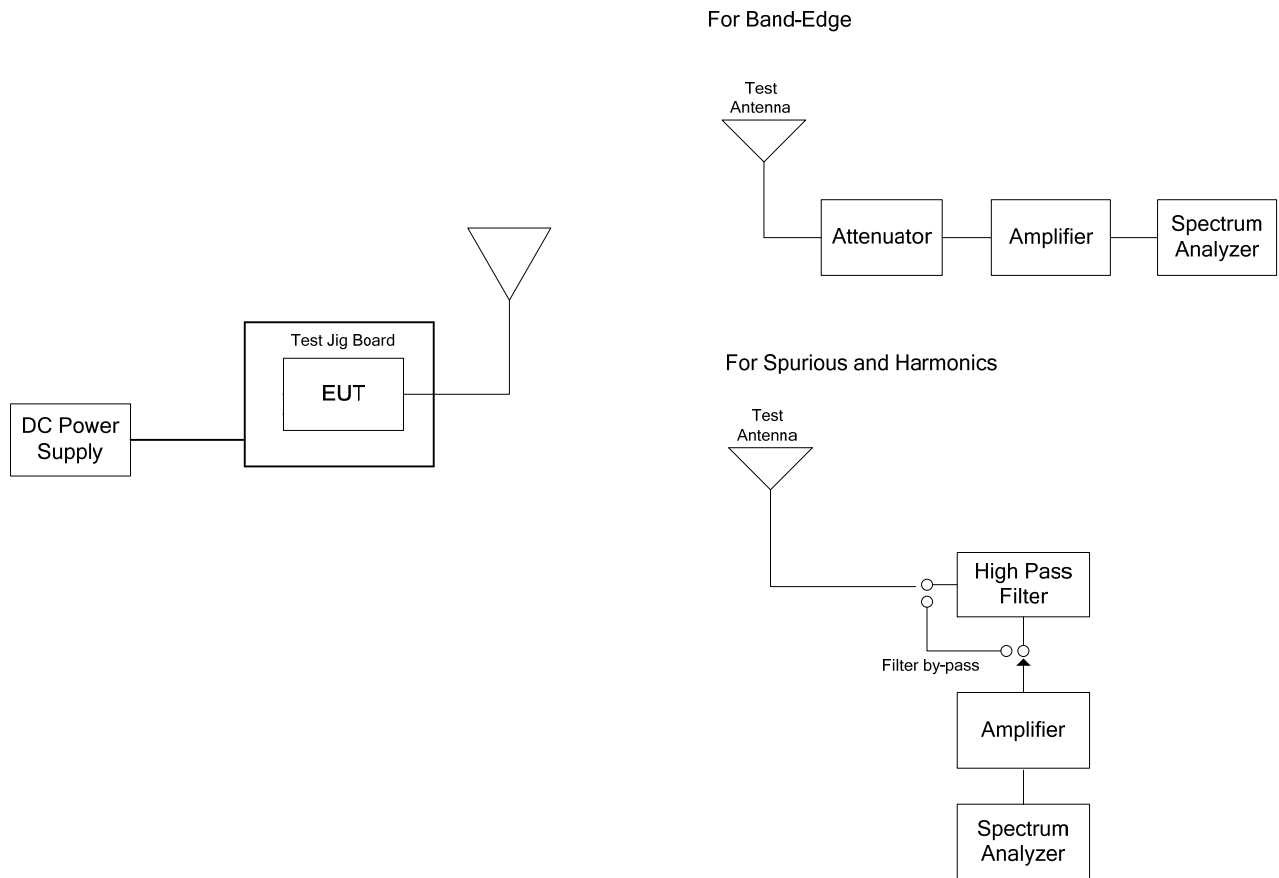 For Band-Edge
Test
Antenna
Attenuator
Amplifier
Spectrum
Analyzer
Test Jig Board
EUT
DC Power
Supply
For Spurious and Harmonics
Test
Antenna
High Pass
Filter
Filter by-pass
Amplifier
Spectrum
Analyzer